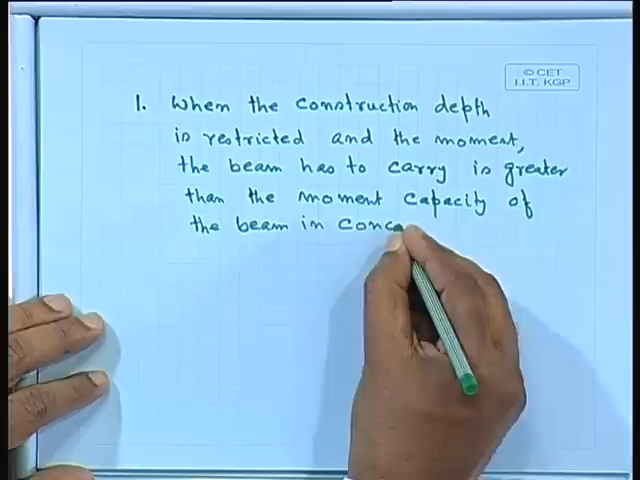 © CET
I.I.T. KGP
1. When the construction depth
is restricted and the moment,
the beam has to carry is greater
than the moment capacity of
the beam in conc